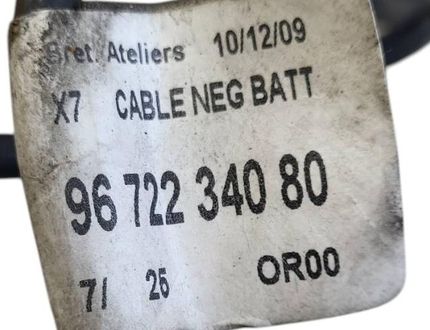 Bret. Ateliers 10/12/09
X7 CABLE NEG BATT
96 722 340 80
7/ 25 OR00